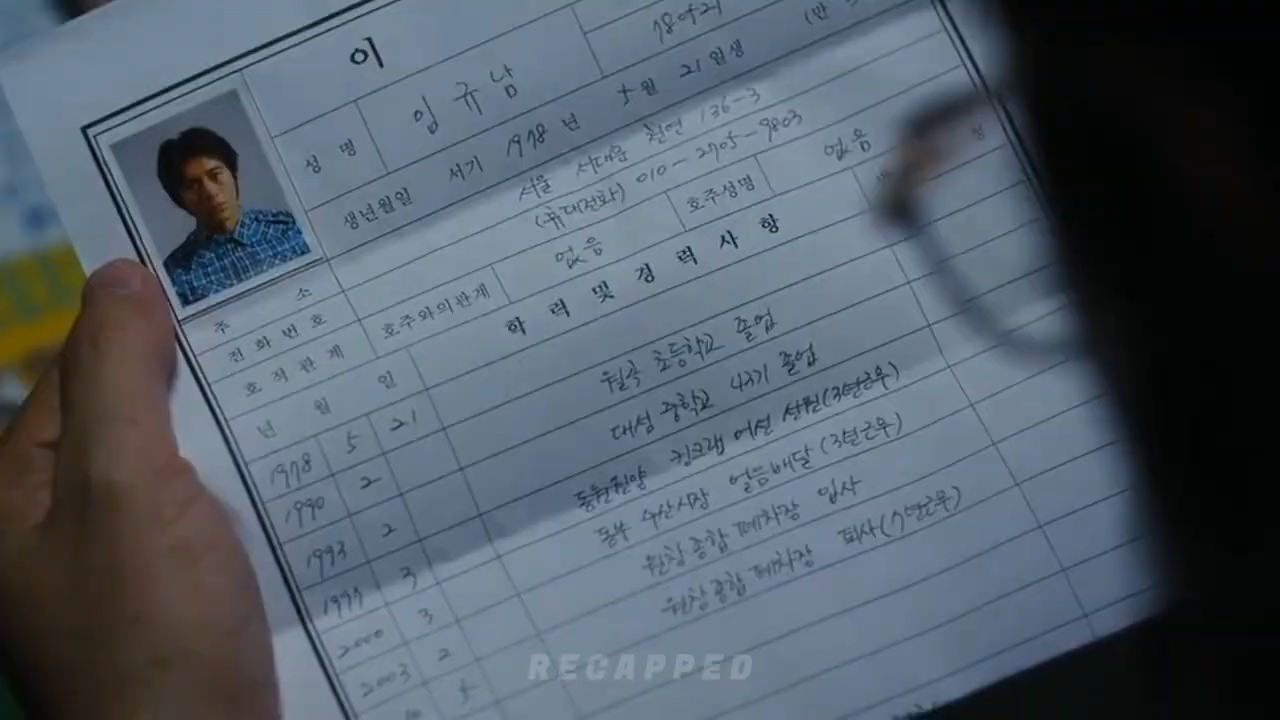 이
성 명 임 규 남
생년월일 서기 1978 년 5월 21일생 (만
주 소 서울 서대문 천연 136-3
전화번호 (휴대전화) 010-2705-9803
호적관계 호주와의관계 없음 호주성명 없음
년 월 일 학 력 및 경 력 사 항
1978 5 21
1990 2 월곡 초등학교 졸업
1993 2 대성 중학교 43기 졸업
3 동원원양 킹크랩 어선 선원(3년근무)
2000 3 동부 수산시장 얼음배달 (3년근무)
2003 2 원창 종합 폐차장 입사
10 5 원창종합 폐차장 퇴사(7년근무)
RECAPPED